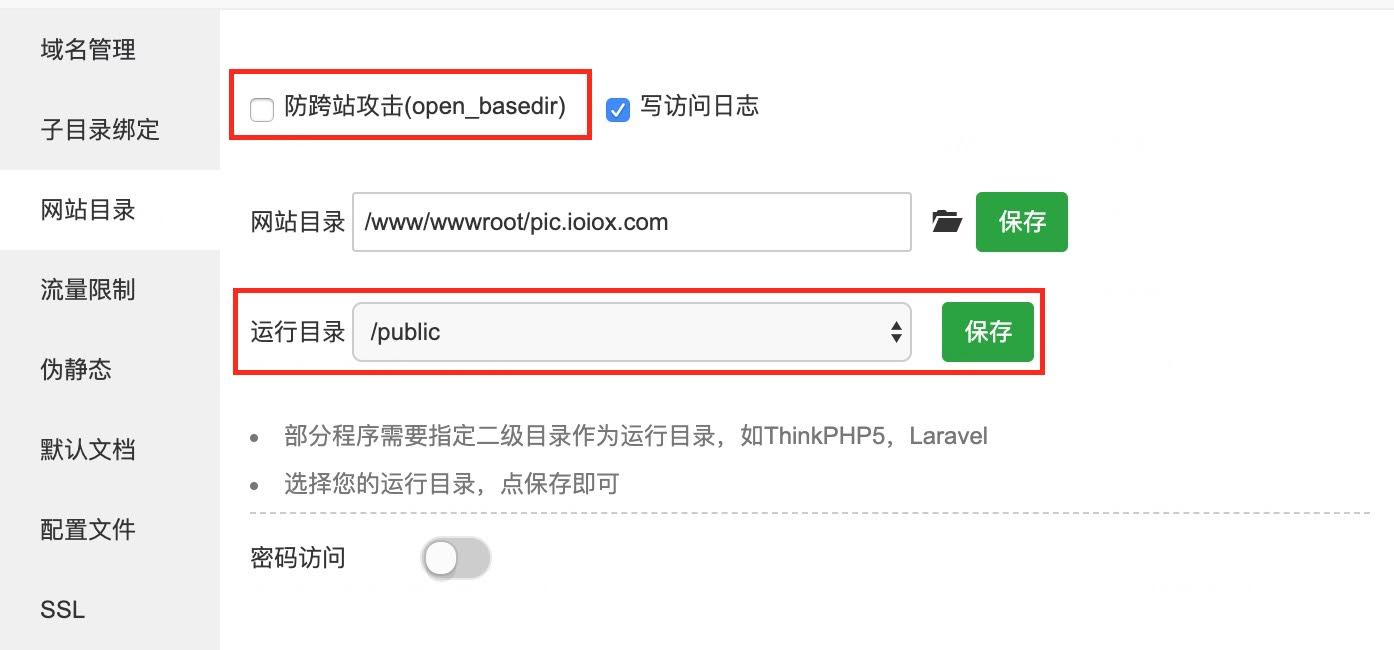 域名管理
子目录绑定
网站目录
流量限制
伪静态
默认文档
配置文件
SSL
防跨站攻击(open_basedir) 写访问日志
网站目录 /www/wwwroot/pic.ioiox.com 保存
运行目录 /public 保存
部分程序需要指定二级目录作为运行目录，如ThinkPHP5，Laravel
选择您的运行目录，点保存即可
密码访问